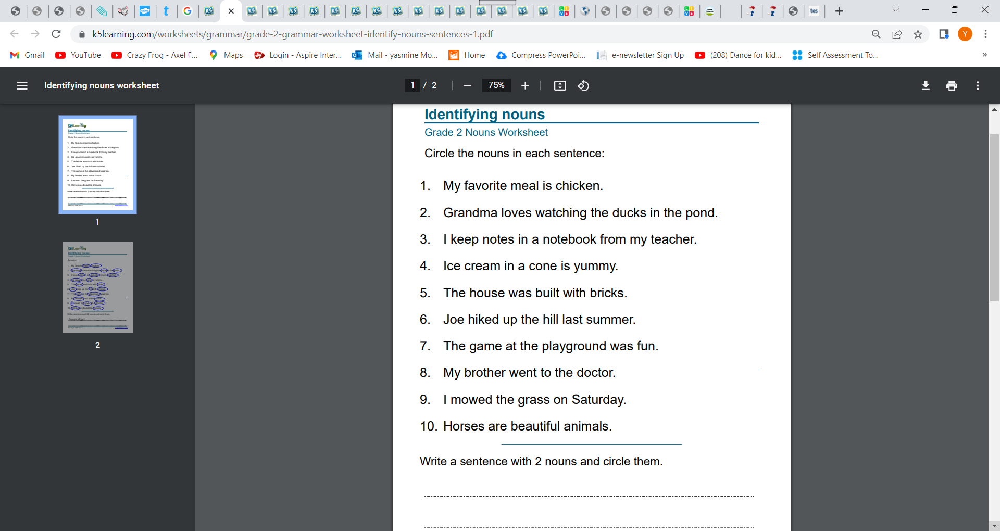 k5learning.com/worksheets/grammar/grade-2-grammar-worksheet-identify-nouns-sentences-1.pdf
Y
Gmail
YouTube
Crazy Frog - Axel F...
Maps
Login - Aspire Inter...
Mail - yasmine Mo...
Home
Compress PowerPoi...
e-newsletter Sign Up
(208) Dance for kid...
Self Assessment To...
»
Identifying nouns worksheet
1 / 2
75%
1
2
Identifying nouns
Grade 2 Nouns Worksheet
Circle the nouns in each sentence:
1. My favorite meal is chicken.
2. Grandma loves watching the ducks in the pond.
3. I keep notes in a notebook from my teacher.
4. Ice cream in a cone is yummy.
5. The house was built with bricks.
6. Joe hiked up the hill last summer.
7. The game at the playground was fun.
8. My brother went to the doctor.
9. I mowed the grass on Saturday.
10. Horses are beautiful animals.
Write a sentence with 2 nouns and circle them.